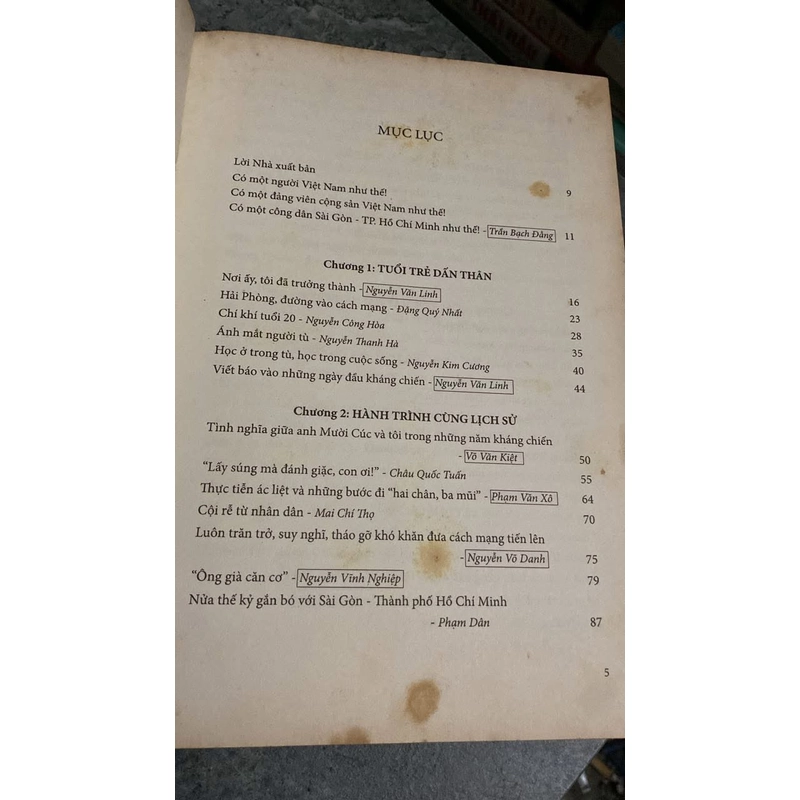 MỤC LỤC
Lời Nhà xuất bản
Có một người Việt Nam như thế! 9
Có một đảng viên cộng sản Việt Nam như thế!
Có một công dân Sài Gòn - TP. Hồ Chí Minh như thế! - Trần Bạch Đằng 11
Chương 1: TUỔI TRẺ DẤN THÂN
Nơi ấy, tôi đã trưởng thành - Nguyễn Văn Linh 16
Hải Phòng, đường vào cách mạng - Đặng Quý Nhất 23
Chí khí tuổi 20 - Nguyễn Công Hòa 28
Ánh mắt người tù - Nguyễn Thanh Hà 35
Học ở trong tù, học trong cuộc sống - Nguyễn Kim Cương 40
Viết báo vào những ngày đầu kháng chiến - Nguyễn Văn Linh 44
Chương 2: HÀNH TRÌNH CÙNG LỊCH SỬ
Tình nghĩa giữa anh Mười Cúc và tôi trong những năm kháng chiến
- Võ Văn Kiệt 50
"Lấy súng mà đánh giặc, con ơi!" - Châu Quốc Tuấn 55
Thực tiễn ác liệt và những bước đi "hai chân, ba mũi" - Phạm Văn Xô 64
Cội rễ từ nhân dân - Mai Chí Thọ 70
Luôn trăn trở, suy nghĩ, tháo gỡ khó khăn đưa cách mạng tiến lên
- Nguyễn Võ Danh 75
"Ông già căn cơ" - Nguyễn Vĩnh Nghiệp 79
Nửa thế kỷ gắn bó với Sài Gòn - Thành phố Hồ Chí Minh
- Phạm Dân 87
5